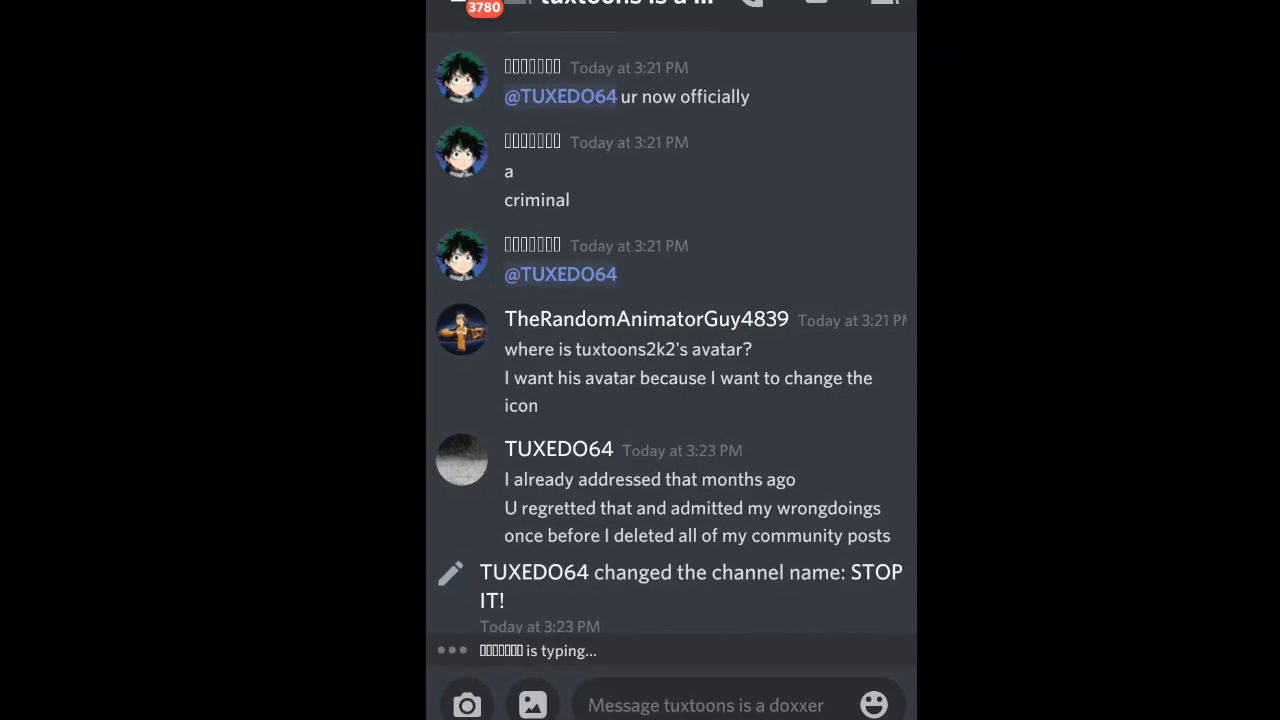 3780
tuxtoons is a ...
Today at 3:21 PM
@TUXEDO64 ur now officially
Today at 3:21 PM
a
criminal
Today at 3:21 PM
@TUXEDO64
TheRandomAnimatorGuy4839 Today at 3:21 PM
where is tuxtoons2k2's avatar?
I want his avatar because I want to change the
icon
TUXEDO64 Today at 3:23 PM
I already addressed that months ago
U regretted that and admitted my wrongdoings
once before I deleted all of my community posts
TUXEDO64 changed the channel name: STOP
IT!
Today at 3:23 PM
is typing...
Message tuxtoons is a doxxer